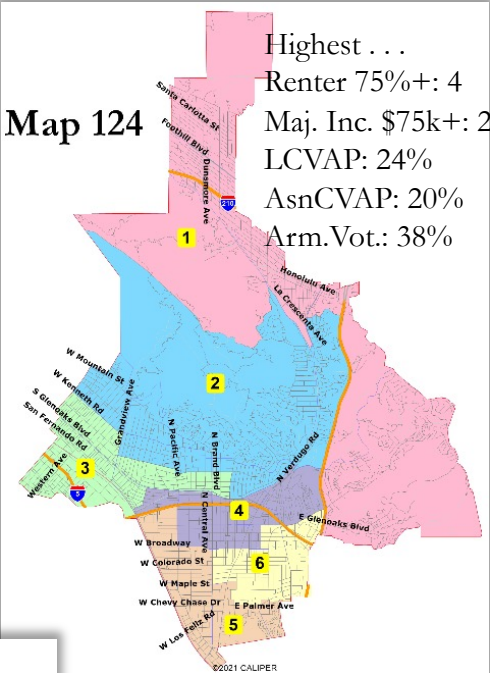 Highest . . .
Renter 75%+: 4
Map 124
Maj. Inc. $75k+: 2
LCVAP: 24%
AsnCVAP: 20%
Arm.Vot.: 38%
Santa Carlotta St
Foothill Blvd
Dunsmore Ave
210
1
Honolulu Ave
La Crescenta Ave
W Mountain St
W Kenneth Rd
S Glenoaks Blvd
San Fernando Rd
Grandview Ave
2
N Pacific Ave
N Brand Blvd
N Verdugo Rd
Western Ave
3
5
N Central Ave
4
E Glenoaks Blvd
W Broadway
W Colorado St
6
W Maple St
W Chevy Chase Dr
E Palmer Ave
W Los Feliz Rd
5
©2021 CALIPER